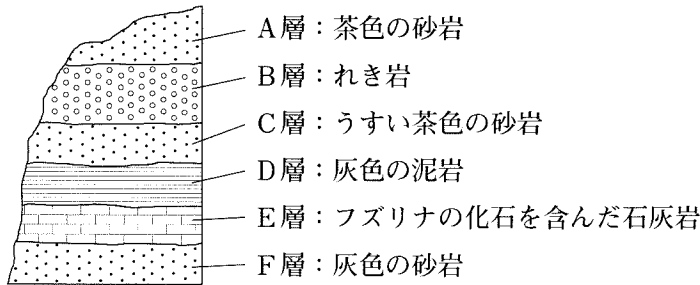 A層：茶色の砂岩
B層：れき岩
C層：うすい茶色の砂岩
D層：灰色の泥岩
E層：フズリナの化石を含んだ石灰岩
F層：灰色の砂岩